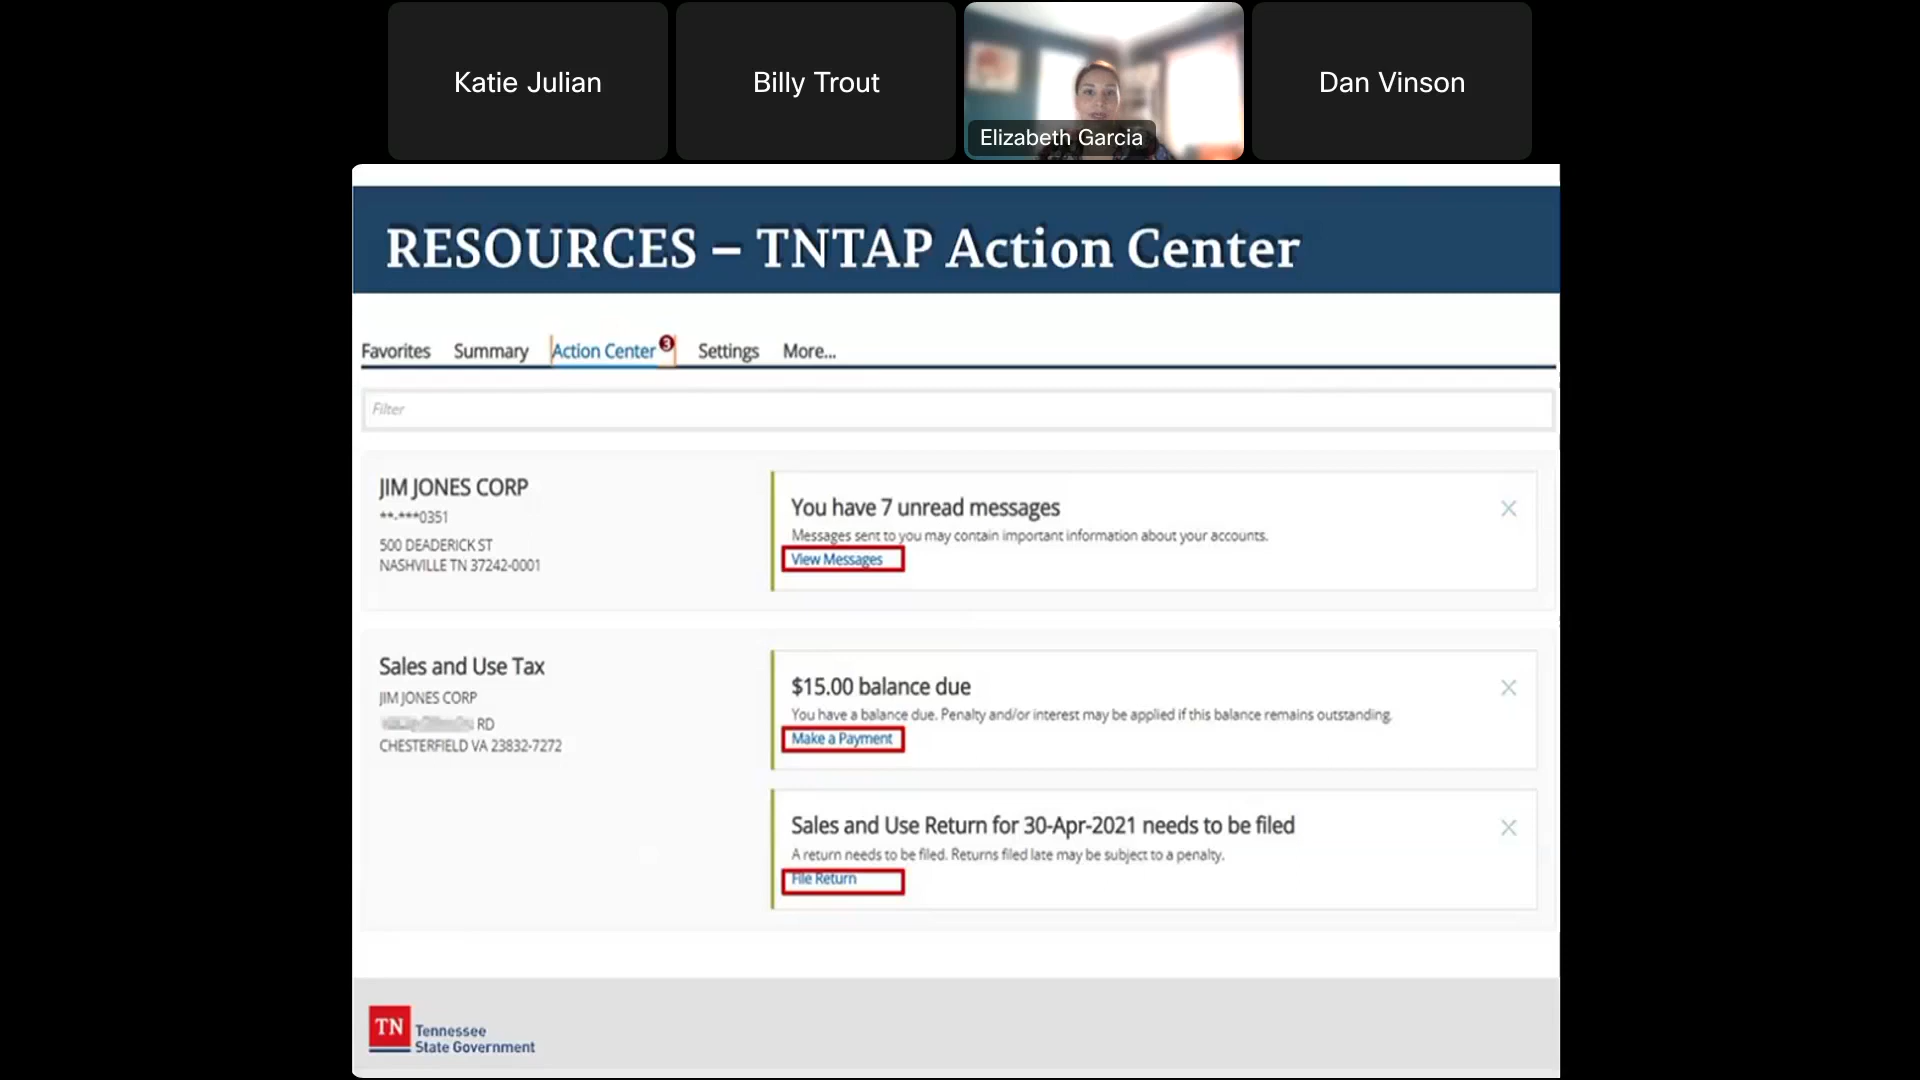 Katie Julian
Billy Trout
Elizabeth Garcia
Dan Vinson
RESOURCES – TNTAP Action Center
Favorites Summary Action Center 3 Settings More...
Filter
JIM JONES CORP
**-***0351
500 DEADERICK ST
NASHVILLE TN 37242-0001
You have 7 unread messages
Messages sent to you may contain important information about your accounts.
View Messages
Sales and Use Tax
JIM JONES CORP
RD
CHESTERFIELD VA 23832-7272
$15.00 balance due
You have a balance due. Penalty and/or interest may be applied if this balance remains outstanding.
Make a Payment
Sales and Use Return for 30-Apr-2021 needs to be filed
A return needs to be filed. Returns filed late may be subject to a penalty.
File Return
TN
Tennessee
State Government